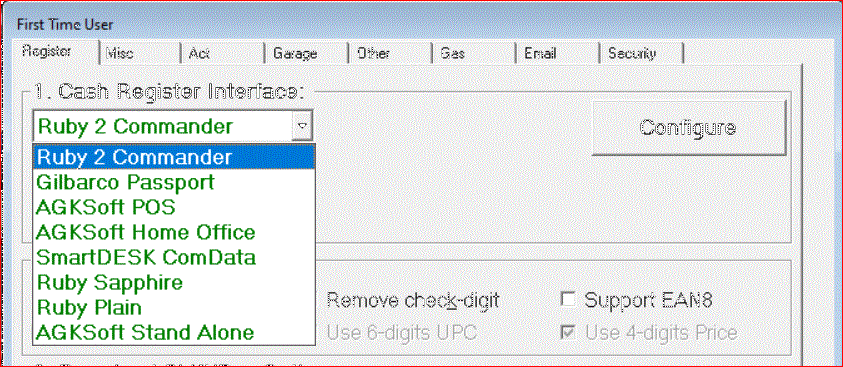 First Time User
Register Misc Act Garage Other Gas Email Security
1. Cash Register Interface:
Ruby 2 Commander
Configure
Ruby 2 Commander
Gilbarco Passport
AGKSoft POS
AGKSoft Home Office
SmartDESK ComData
Ruby Sapphire
Ruby Plain
AGKSoft Stand Alone
Remove check-digit
Support EAN8
Use 6-digits UPC
Use 4-digits Price